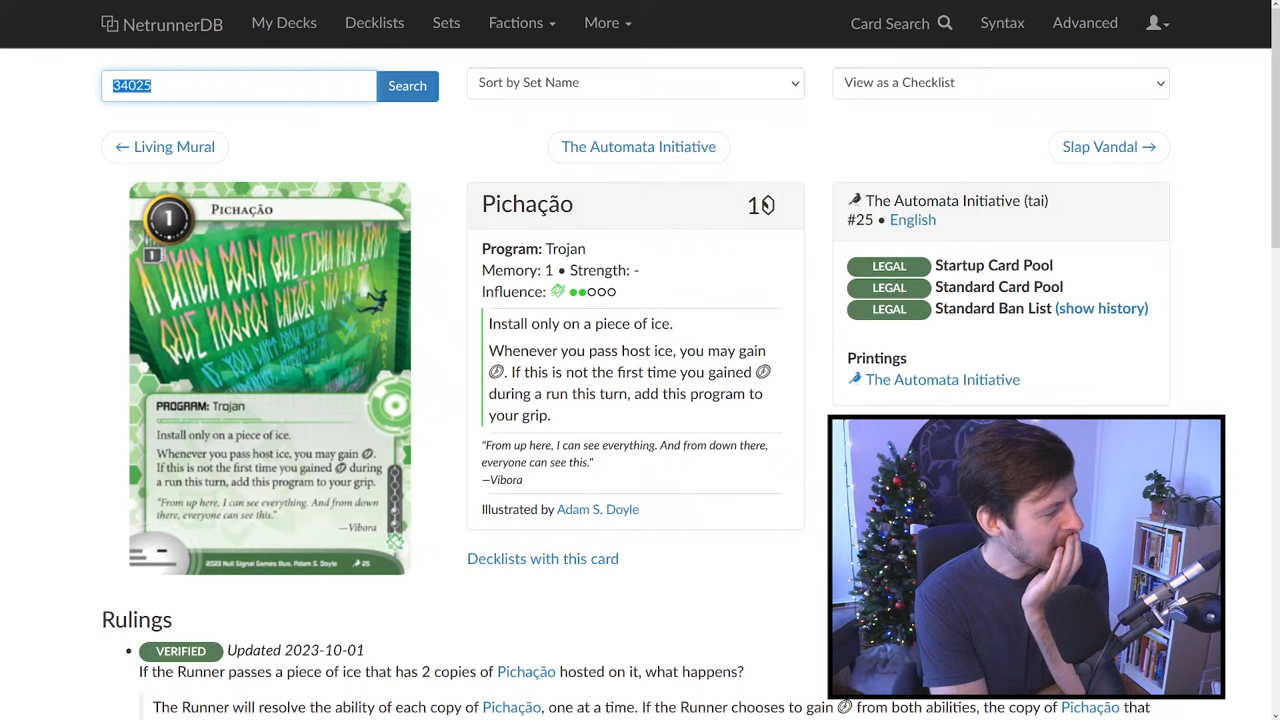 NetrunnerDB My Decks Decklists Sets Factions More Card Search Syntax Advanced
34025 Search Sort by Set Name View as a Checklist
← Living Mural The Automata Initiative Slap Vandal →
1 PICHAÇÃO
1
PROGRAM: Trojan
Install only on a piece of ice.
Whenever you pass host ice, you may gain
If this is not the first time you gained during
a run this turn, add this program to your grip.
"From up here, I can see everything. And from down
there, everyone can see this."
—Víbora
2023 Null Signal Games Illus. Adam S. Doyle 25
Pichação 1
Program: Trojan
Memory: 1 • Strength: -
Influence:
Install only on a piece of ice.
Whenever you pass host ice, you may gain
. If this is not the first time you gained
during a run this turn, add this program to
your grip.
"From up here, I can see everything. And from down there,
everyone can see this."
—Víbora
Illustrated by Adam S. Doyle
Decklists with this card
The Automata Initiative (tai)
#25 • English
LEGAL Startup Card Pool
LEGAL Standard Card Pool
LEGAL Standard Ban List (show history)
Printings
The Automata Initiative
Rulings
• VERIFIED Updated 2023-10-01
If the Runner passes a piece of ice that has 2 copies of Pichação hosted on it, what happens?
The Runner will resolve the ability of each copy of Pichação, one at a time. If the Runner chooses to gain from both abilities, the copy of Pichação that